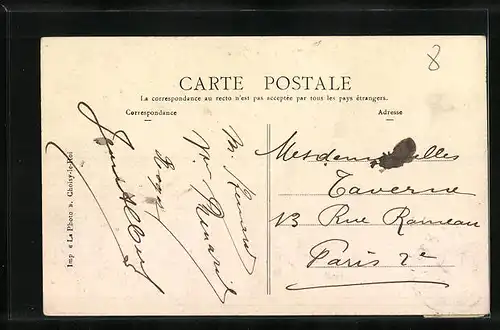 8
CARTE POSTALE
La correspondance au recto n'est pas acceptée par tous les pays étrangers.
Correspondance
Adresse
Mesdemoiselles
Taverne
13 Rue Rameau
Paris 2e
Roger
Imp. « La Photo », Choisy-le-Roi